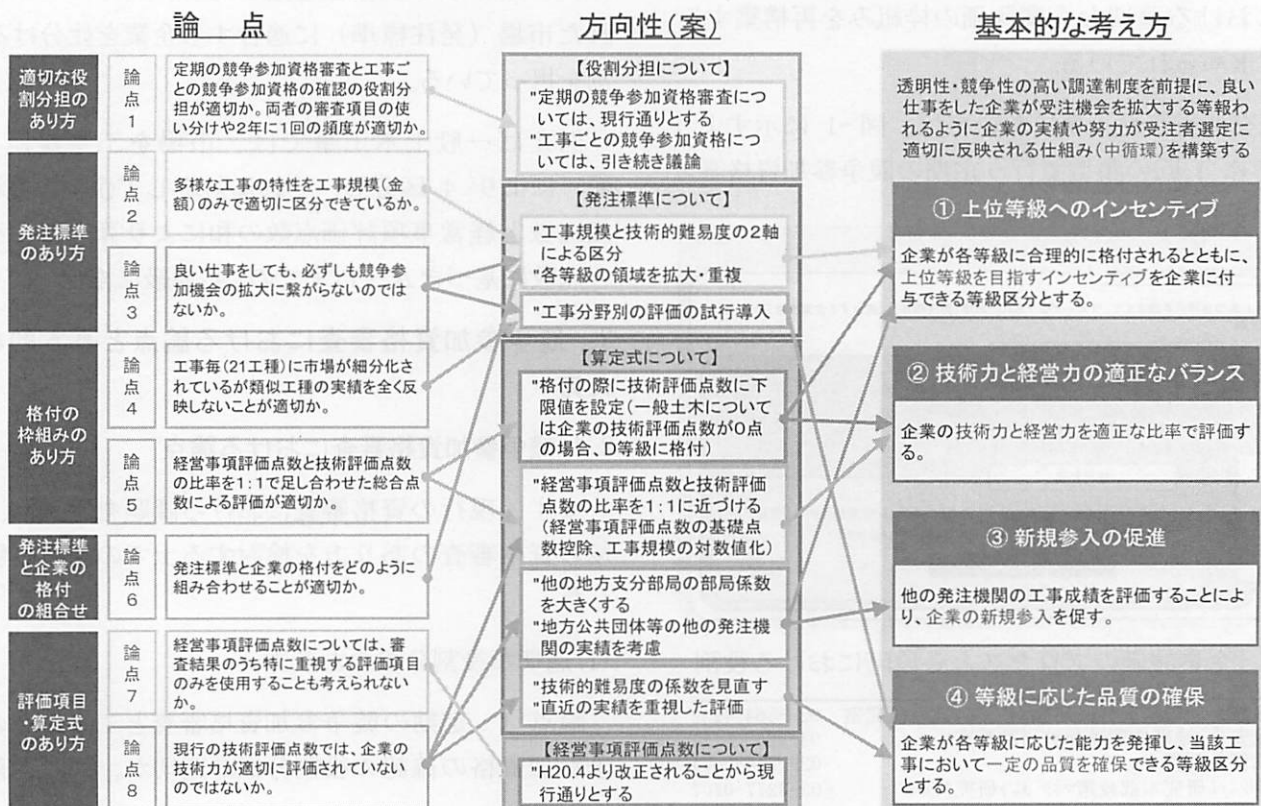 論　点
適切な役
割分担の
あり方
論
点
1
定期の競争参加資格審査と工事ご
との競争参加資格の確認の役割分
担が適切か。両者の審査項目の使
い分けや2年に1回の頻度が適切か。
発注標準
のあり方
論
点
2
多様な工事の特性を工事規模(金
額)のみで適切に区分できているか。
論
点
3
良い仕事をしても、必ずしも競争参
加機会の拡大に繋がらないのでは
ないか。
格付の
枠組みの
あり方
論
点
4
工事毎(21工種)に市場が細分化さ
れているが類似工種の実績を全く反
映しないことが適切か。
論
点
5
経営事項評価点数と技術評価点数
の比率を1:1で足し合わせた総合点
数による評価が適切か。
発注標準
と企業の
格付
の組合せ
論
点
6
発注標準と企業の格付をどのように
組み合わせることが適切か。
評価項目
・算定式
のあり方
論
点
7
経営事項評価点数については、審
査結果のうち特に重視する評価項目
のみを使用することも考えられない
か。
論
点
8
現行の技術評価点数では、企業の
技術力が適切に評価されていない
のではないか。
方向性(案)
【役割分担について】
"定期の競争参加資格審査につ
いては、現行通りとする
"工事ごとの競争参加資格につ
いては、引き続き議論
【発注標準について】
"工事規模と技術的難易度の2軸
による区分
"各等級の領域を拡大・重複
"工事分野別の評価の試行導入
【算定式について】
"格付の際に技術評価点数に下
限値を設定(一般土木について
は企業の技術評価点数が0点
の場合、D等級に格付)
"経営事項評価点数と技術評価
点数の比率を1:1に近づける
(経営事項評価点数の基礎点
数控除、工事規模の対数値化)
"他の地方支分部局の部局係数
を大きくする
"地方公共団体等の他の発注機
関の実績を考慮
"技術的難易度の係数を見直す
"直近の実績を重視した評価
【経営事項評価点数について】
"H20.4より改正されることから現
行通りとする
基本的な考え方
透明性・競争性の高い調達制度を前提に、良い
仕事をした企業が受注機会を拡大する等報わ
れるように企業の実績や努力が受注者選定に
適切に反映される仕組み(中循環)を構築する
① 上位等級へのインセンティブ
企業が各等級に合理的に格付されるとともに、
上位等級を目指すインセンティブを企業に付
与できる等級区分とする。
② 技術力と経営力の適正なバランス
企業の技術力と経営力を適正な比率で評価す
る。
③ 新規参入の促進
他の発注機関の工事成績を評価することによ
り、企業の新規参入を促す。
④ 等級に応じた品質の確保
企業が各等級に応じた能力を発揮し、当該工
事において一定の品質を確保できる等級区分
とする。